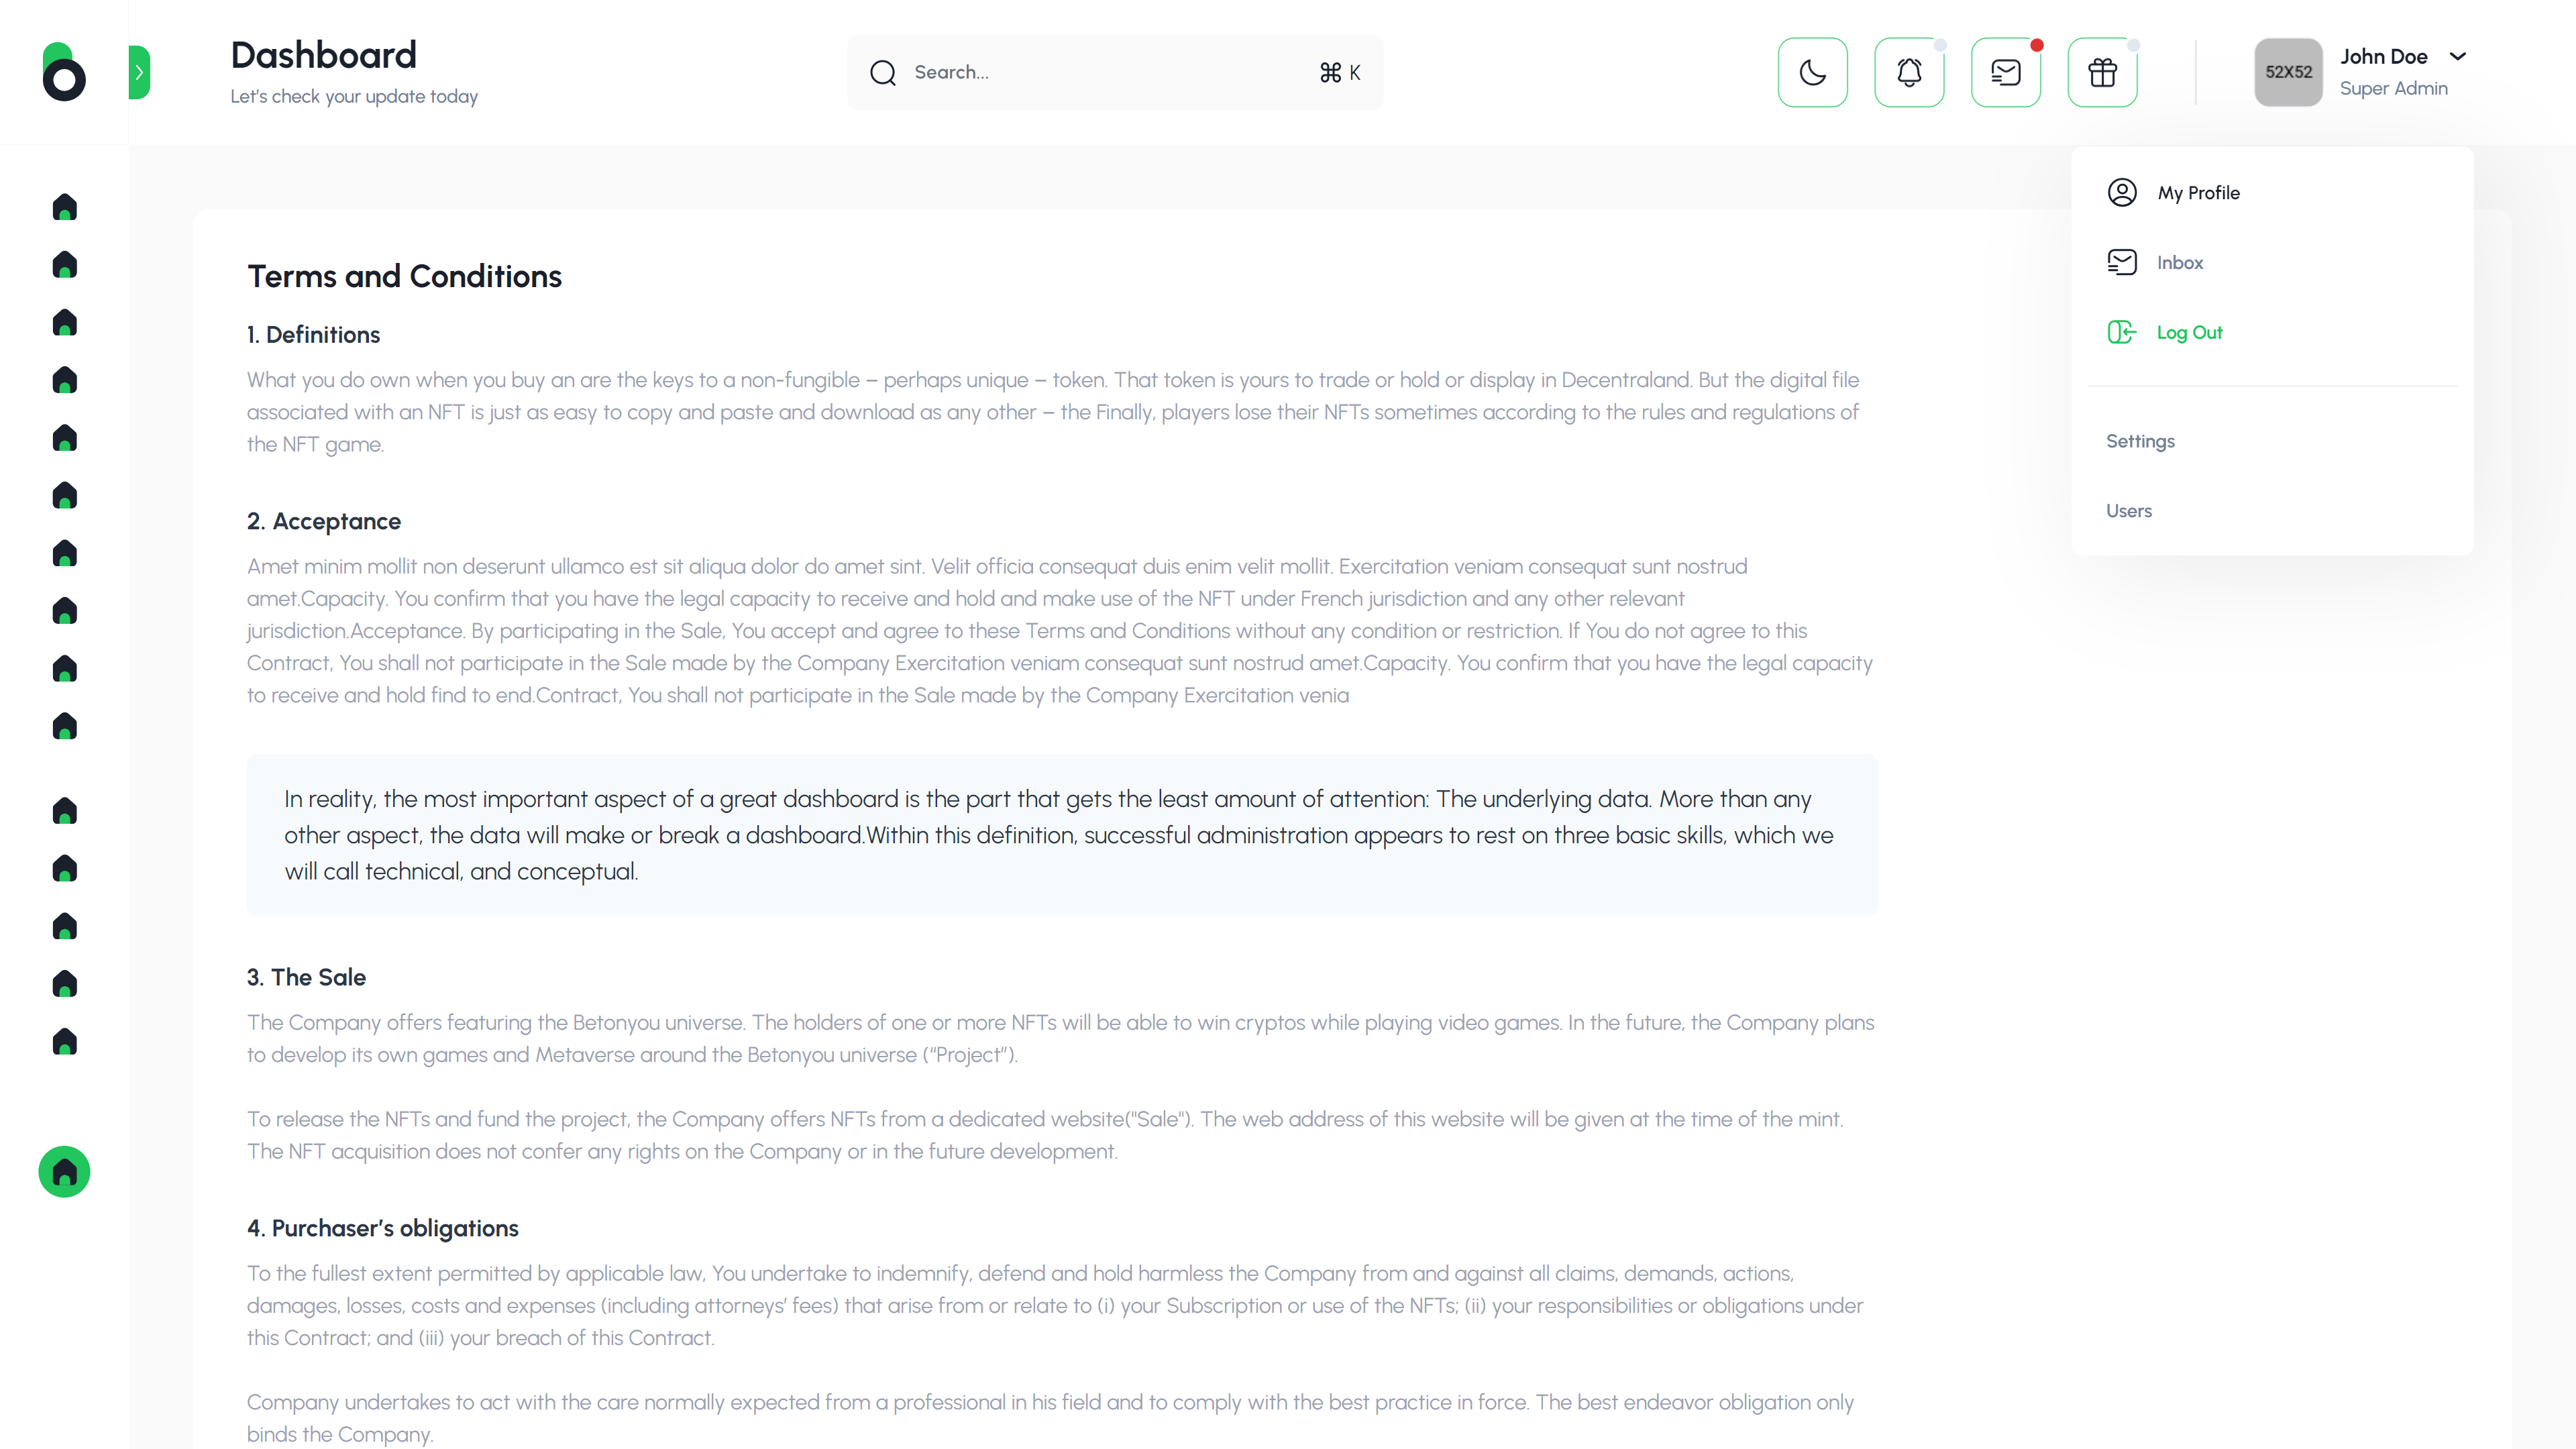 Dashboard
Let's check your update today
Search...
⌘ K
52X52
John Doe
Super Admin
My Profile
Inbox
Log Out
Settings
Users
Terms and Conditions
1. Definitions
What you do own when you buy an are the keys to a non-fungible – perhaps unique – token. That token is yours to trade or hold or display in Decentraland. But the digital file
associated with an NFT is just as easy to copy and paste and download as any other – the Finally, players lose their NFTs sometimes according to the rules and regulations of
the NFT game.
2. Acceptance
Amet minim mollit non deserunt ullamco est sit aliqua dolor do amet sint. Velit officia consequat duis enim velit mollit. Exercitation veniam consequat sunt nostrud
amet.Capacity. You confirm that you have the legal capacity to receive and hold and make use of the NFT under French jurisdiction and any other relevant
jurisdiction.Acceptance. By participating in the Sale, You accept and agree to these Terms and Conditions without any condition or restriction. If You do not agree to this
Contract, You shall not participate in the Sale made by the Company Exercitation veniam consequat sunt nostrud amet.Capacity. You confirm that you have the legal capacity
to receive and hold find to end.Contract, You shall not participate in the Sale made by the Company Exercitation venia
In reality, the most important aspect of a great dashboard is the part that gets the least amount of attention: The underlying data. More than any
other aspect, the data will make or break a dashboard.Within this definition, successful administration appears to rest on three basic skills, which we
will call technical, and conceptual.
3. The Sale
The Company offers featuring the Betonyou universe. The holders of one or more NFTs will be able to win cryptos while playing video games. In the future, the Company plans
to develop its own games and Metaverse around the Betonyou universe (“Project”).
To release the NFTs and fund the project, the Company offers NFTs from a dedicated website("Sale"). The web address of this website will be given at the time of the mint.
The NFT acquisition does not confer any rights on the Company or in the future development.
4. Purchaser’s obligations
To the fullest extent permitted by applicable law, You undertake to indemnify, defend and hold harmless the Company from and against all claims, demands, actions,
damages, losses, costs and expenses (including attorneys’ fees) that arise from or relate to (i) your Subscription or use of the NFTs; (ii) your responsibilities or obligations under
this Contract; and (iii) your breach of this Contract.
Company undertakes to act with the care normally expected from a professional in his field and to comply with the best practice in force. The best endeavor obligation only
binds the Company.